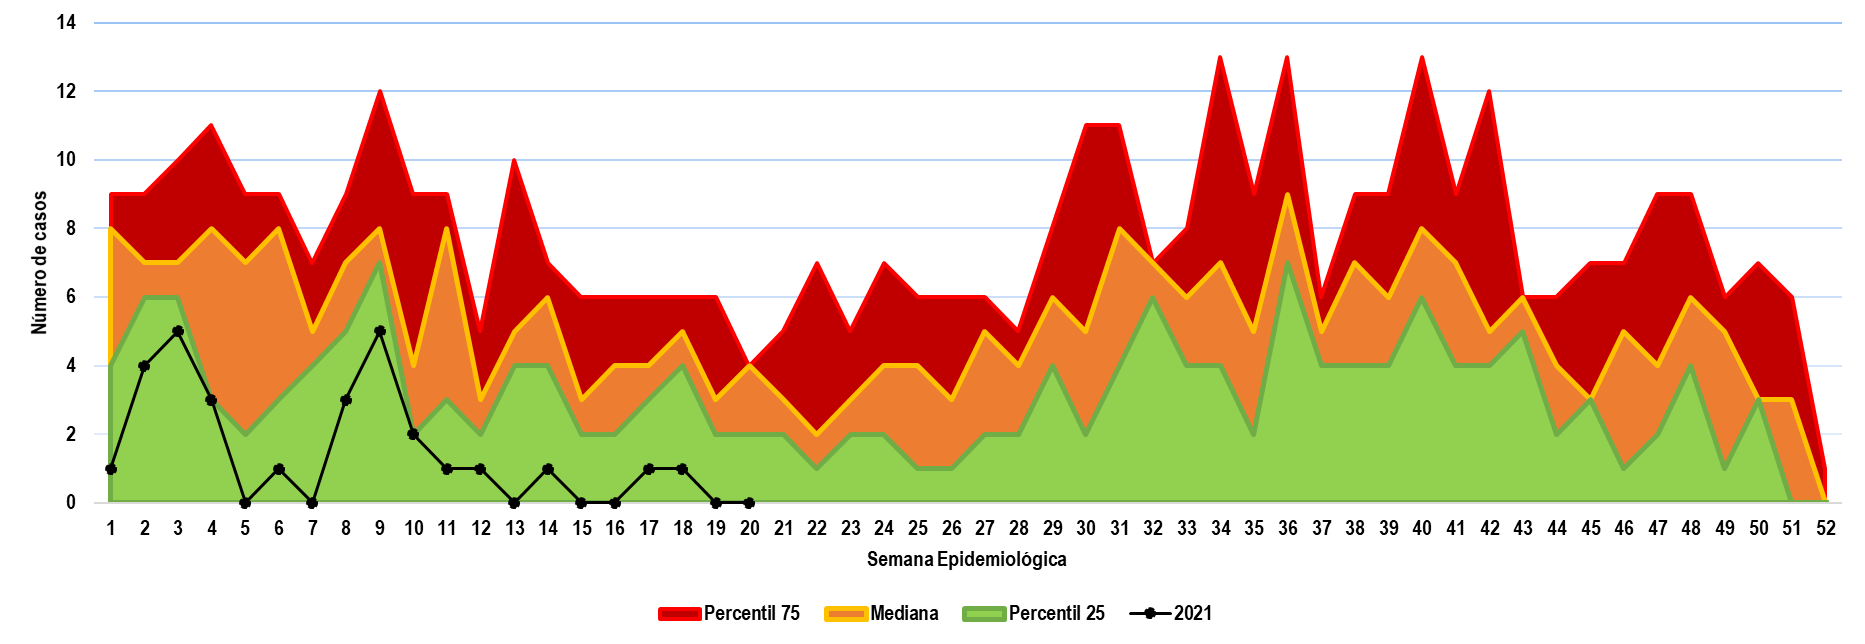 14
12
10
8
6
4
2
0
Número de casos
1 2 3 4 5 6 7 8 9 10 11 12 13 14 15 16 17 18 19 20 21 22 23 24 25 26 27 28 29 30 31 32 33 34 35 36 37 38 39 40 41 42 43 44 45 46 47 48 49 50 51 52
Semana Epidemiológica
Percentil 75 Mediana Percentil 25 2021